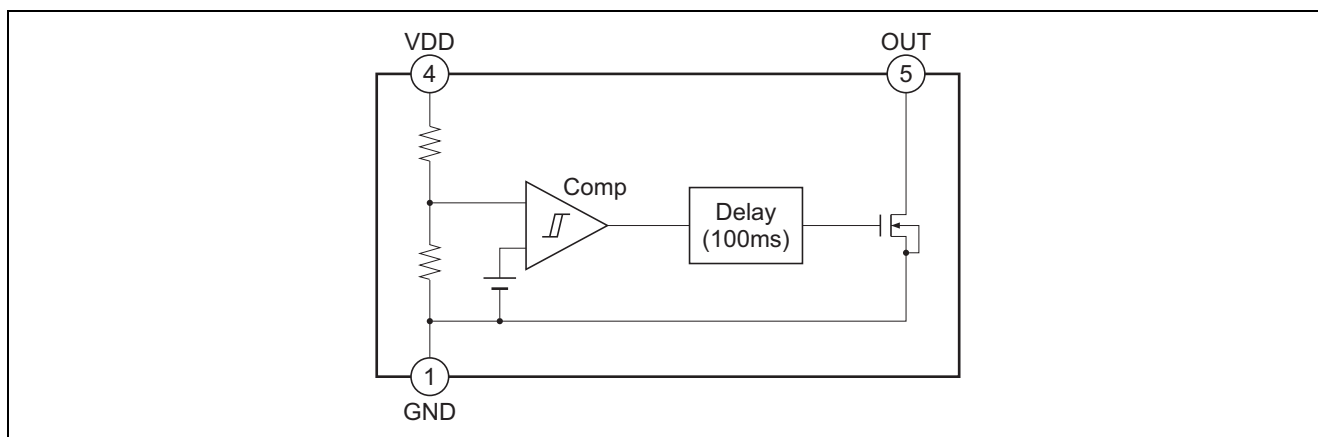 VDD
OUT
4
5
Comp
Delay
(100ms)
1
GND